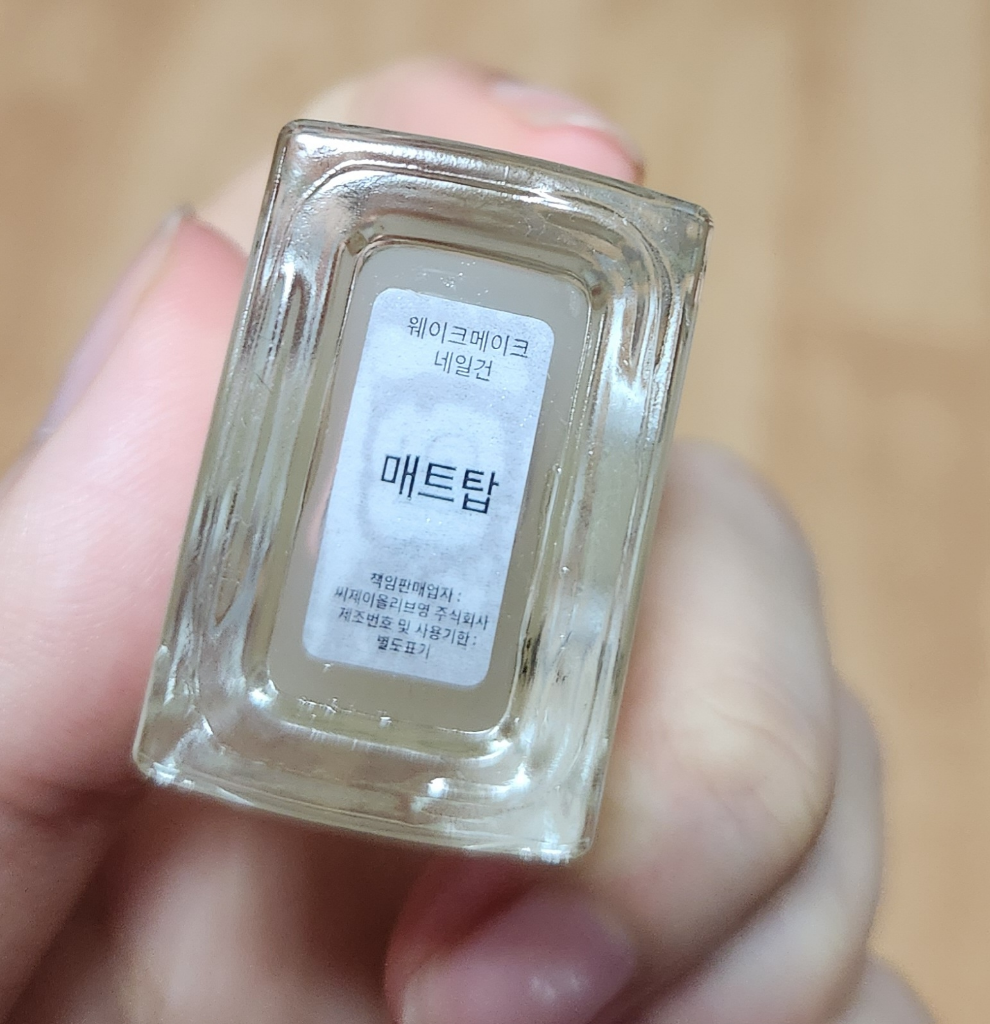 웨이크메이크
네일건
매트탑
책임판매업자 :
씨제이올리브영 주식회사
제조번호 및 사용기한 :
별도표기